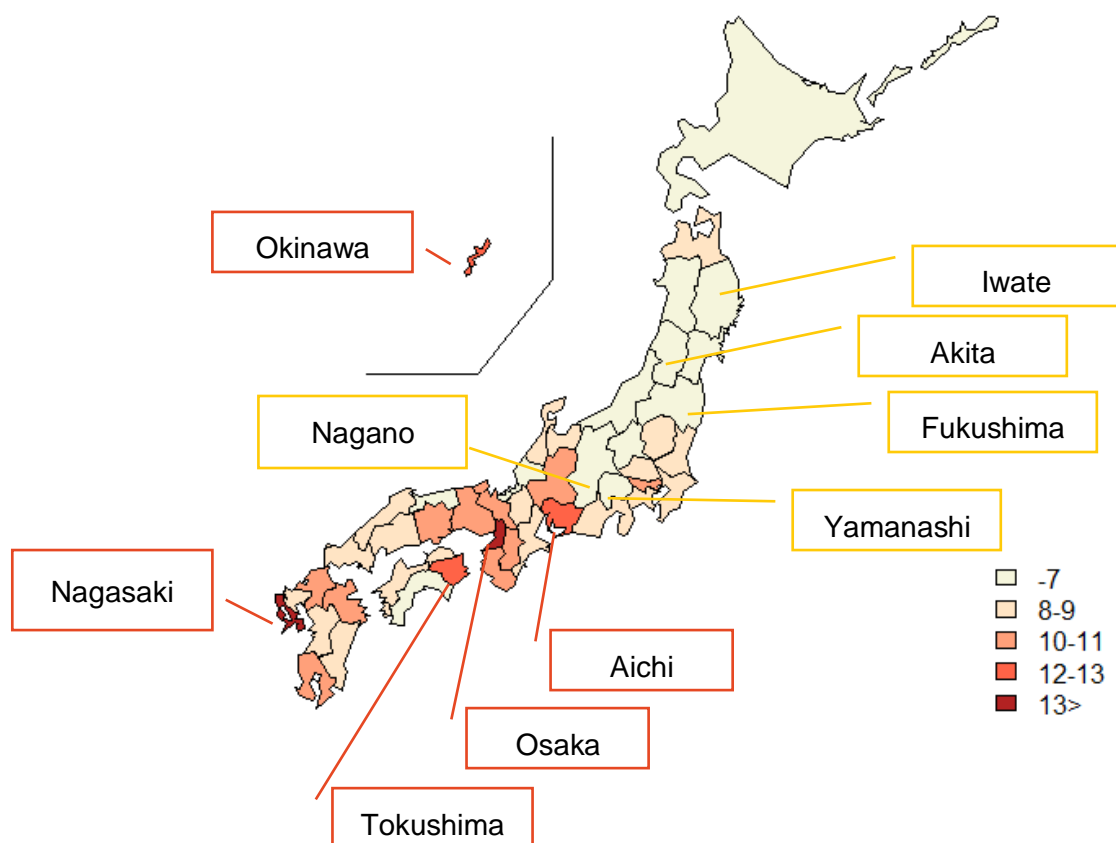 Okinawa
Iwate
Akita
Nagano
Fukushima
Yamanashi
Nagasaki
Aichi
Osaka
Tokushima
-7
8-9
10-11
12-13
13>